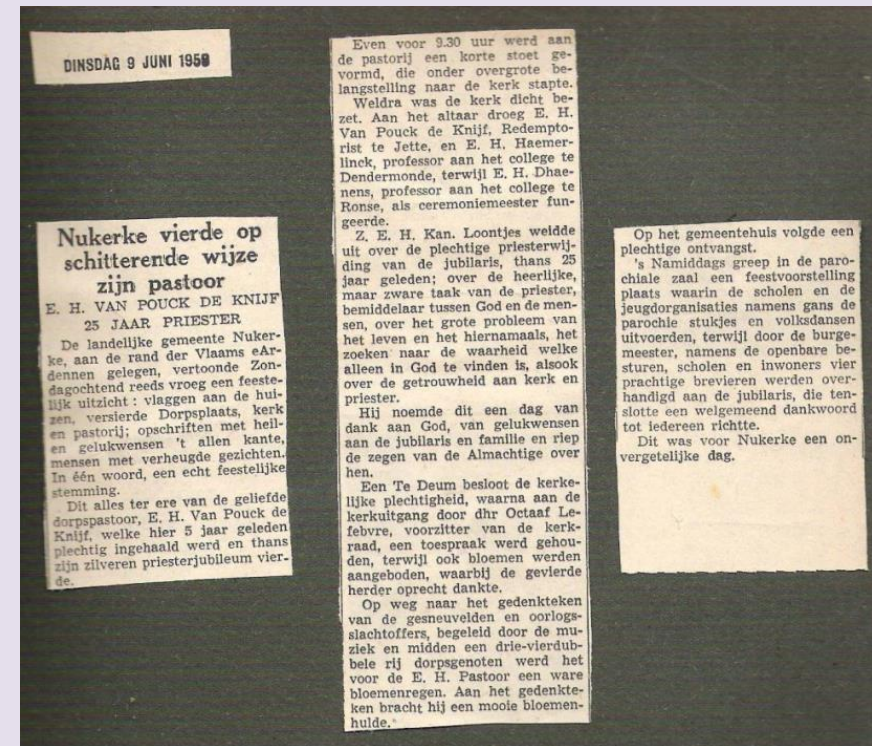 DINSDAG 9 JUNI 1958
Nukerke vierde op
schitterende wijze
zijn pastoor
E. H. VAN POUCK DE KNIJF
25 JAAR PRIESTER
De landelijke gemeente Nuker-
ke, aan de rand der Vlaams eAr-
dennen gelegen, vertoonde Zon-
dagochtend reeds vroeg een feeste-
lijk uitzicht : vlaggen aan de hui-
zen, versierde Dorpsplaats, kerk
en pastorij; opschriften met heil-
en gelukwensen 't allen kante,
mensen met verheugde gezichten.
In één woord, een echt feestelijke
stemming.
Dit alles ter ere van de geliefde
dorpspastoor, E. H. Van Pouck de
Knijf, welke hier 5 jaar geleden
plechtig ingehaald werd en thans
zijn zilveren priesterjubileum vier-
de.
Even voor 9.30 uur werd aan
de pastorij een korte stoet ge-
vormd, die onder overgrote be-
langstelling naar de kerk stapte.
Weldra was de kerk dicht be-
zet. Aan het altaar droeg E. H.
Van Pouck de Knijf, Redempto-
rist te Jette, en E. H. Haemer-
linck, professor aan het college te
Dendermonde, terwijl E. H. Dhae-
nens, professor aan het college te
Ronse, als ceremoniemeester fun-
geerde.
Z. E. H. Kan. Loontjes weidde
uit over de plechtige priesterwij-
ding van de jubilaris, thans 25
jaar geleden; over de heerlijke,
maar zware taak van de priester,
bemiddelaar tussen God en de men-
sen, over het grote probleem van
het leven en het hiernamaals, het
zoeken naar de waarheid welke
alleen in God te vinden is, alsook
over de getrouwheid aan kerk en
priester.
Hij noemde dit een dag van
dank aan God, van gelukwensen
aan de jubilaris en familie en riep
de zegen van de Almachtige over
hen.
Een Te Deum besloot de kerke-
lijke plechtigheid, waarna aan de
kerkuitgang door dhr Octaaf Le-
febvre, voorzitter van de kerk-
raad, een toespraak werd gehou-
den, terwijl ook bloemen werden
aangeboden, waarbij de gevierde
herder oprecht dankte.
Op weg naar het gedenkteken
van de gesneuvelden en oorlogs-
slachtoffers, begeleid door de mu-
ziek en midden een drie-vierdub-
bele rij dorpsgenoten werd het
voor de E. H. Pastoor een ware
bloemenregen. Aan het gedenkte-
ken bracht hij een mooie bloemen-
hulde.
Op het gemeentehuis volgde een
plechtige ontvangst.
's Namiddags greep in de paro-
chiale zaal een feestvoorstelling
plaats waarin de scholen en de
jeugdorganisaties namens gans de
parochie stukjes en volksdansen
uitvoerden, terwijl door de burge-
meester, namens de openbare be-
sturen, scholen en inwoners vier
prachtige brevieren werden over-
handigd aan de jubilaris, die ten-
slotte een welgemeend dankwoord
tot iedereen richtte.
Dit was voor Nukerke een on-
vergetelijke dag.